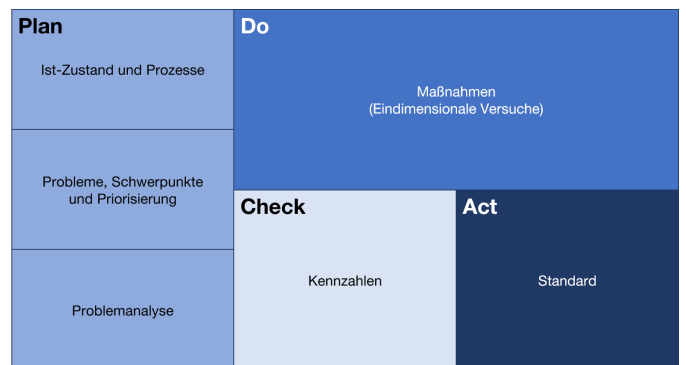 Plan
Ist-Zustand und Prozesse
Probleme, Schwerpunkte
und Priorisierung
Problemanalyse
Do
Maßnahmen
(Eindimensionale Versuche)
Check
Kennzahlen
Act
Standard